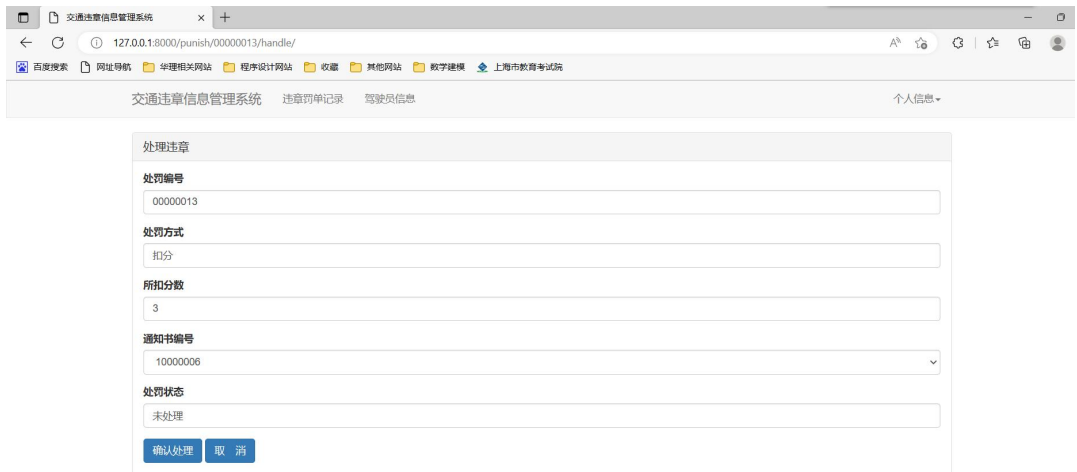 交通违章信息管理系统
127.0.0.1:8000/punish/00000013/handle/
百度搜索 网址导航 华理相关网站 程序设计网站 收藏 其他网站 数学建模 上海市教育考试院
交通违章信息管理系统 违章罚单记录 驾驶员信息 个人信息
处理违章
处罚编号
00000013
处罚方式
扣分
所扣分数
3
通知书编号
10000006
处罚状态
未处理
确认处理 取 消